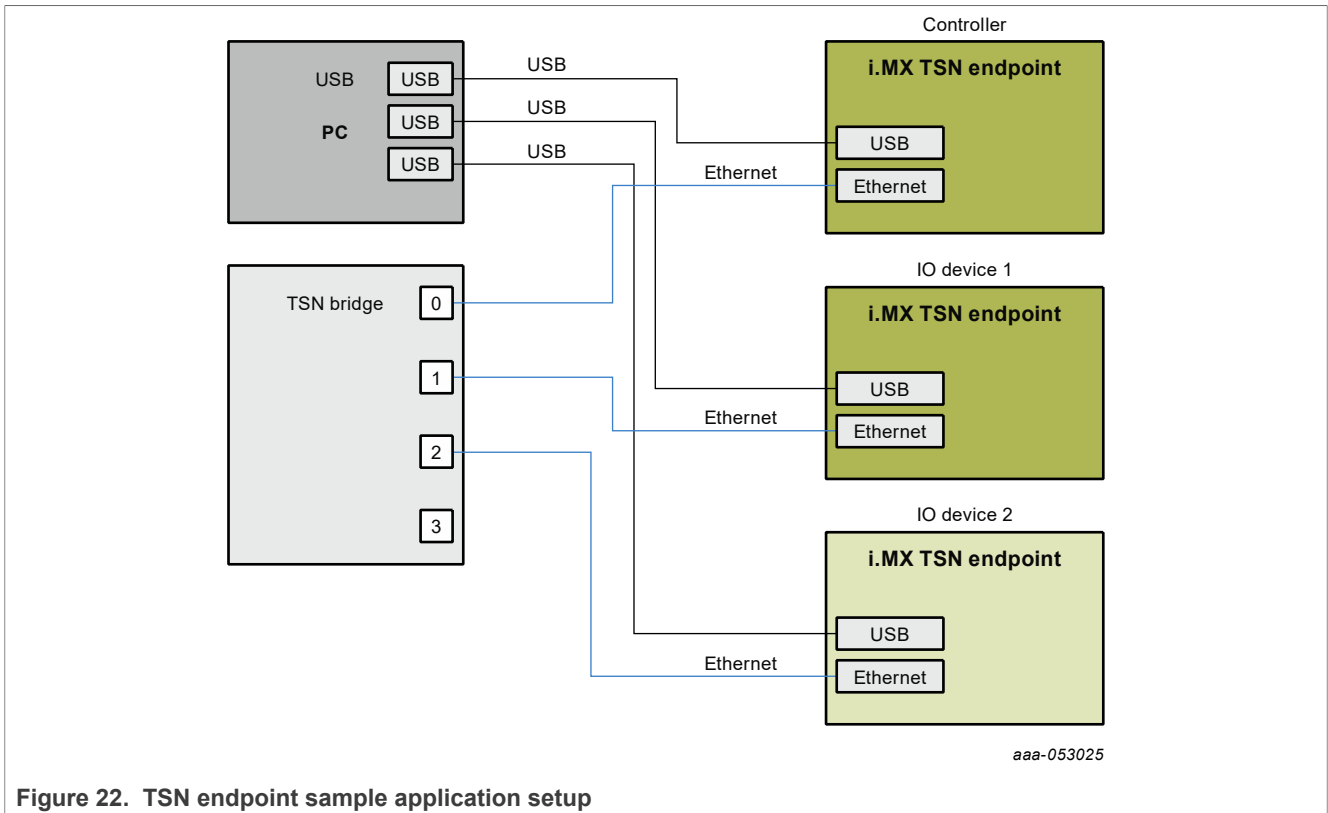 Controller
i.MX TSN endpoint
USB
Ethernet
USB
PC
USB
USB
USB
USB
USB
USB
Ethernet
TSN bridge
0
1
2
3
IO device 1
i.MX TSN endpoint
USB
Ethernet
Ethernet
IO device 2
i.MX TSN endpoint
USB
Ethernet
Ethernet
aaa-053025
Figure 22. TSN endpoint sample application setup